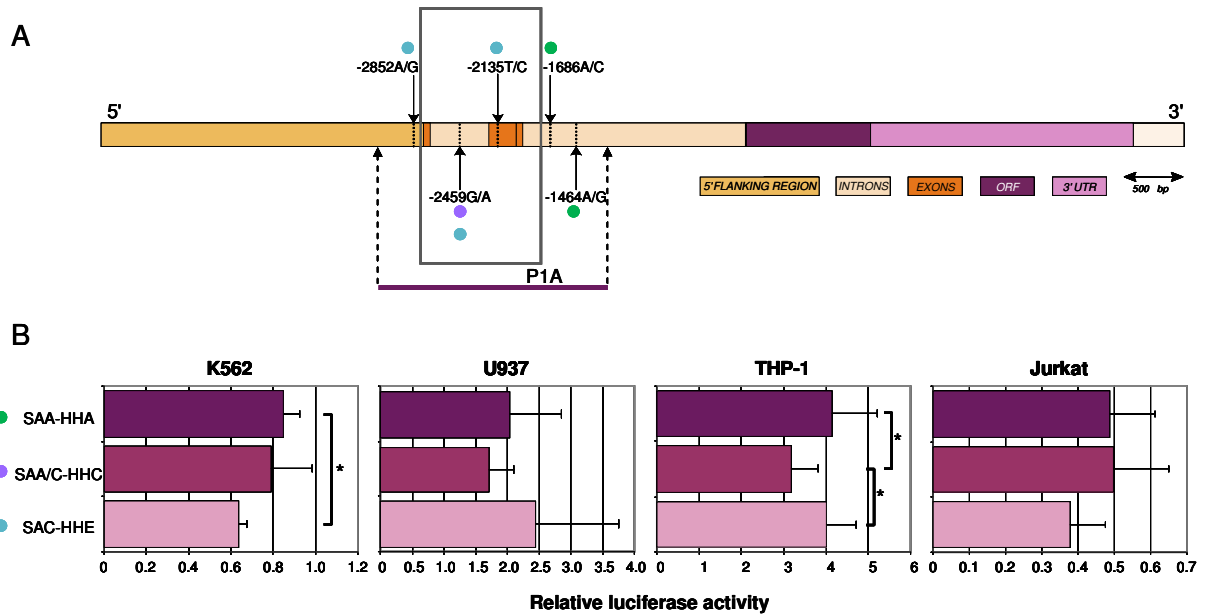 A
-2852A/G
-2135T/C
-1686A/C
5'
3'
-2459G/A
-1464A/G
5'FLANKING REGION
INTRONS
EXONS
ORF
3'UTR
500 bp
P1A
B
K562
U937
THP-1
Jurkat
SAA-HHA
SAA/C-HHC
SAC-HHE
*
*
*
0 0.2 0.4 0.6 0.8 1.0 1.2
0 0.5 1.0 1.5 2.0 2.5 3.0 3.5 4.0
0 1 2 3 4 5 6
0 0.1 0.2 0.3 0.4 0.5 0.6 0.7
Relative luciferase activity